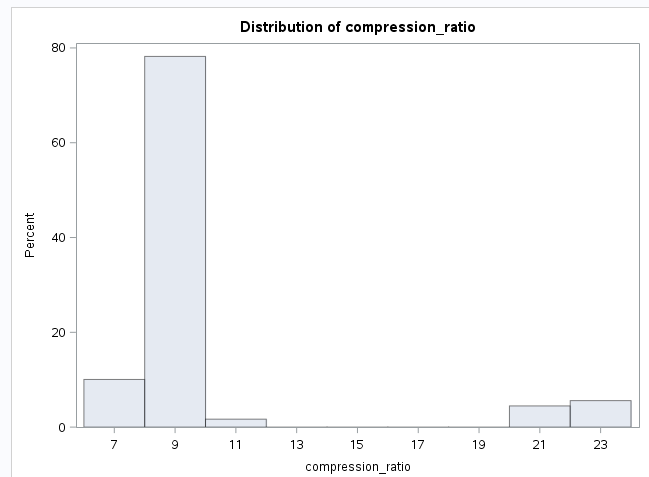 Distribution of compression_ratio
80
60
40
20
0
Percent
7 9 11 13 15 17 19 21 23
compression_ratio